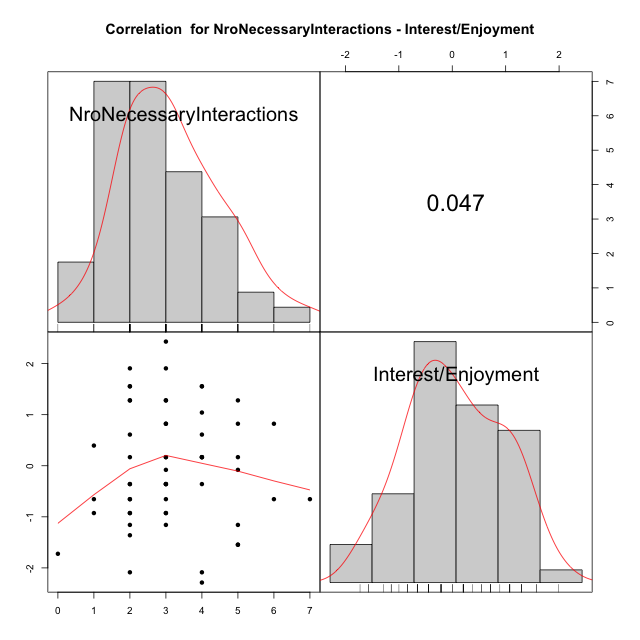 Correlation for NroNecessaryInteractions - Interest/Enjoyment
-2 -1 0 1 2
NroNecessaryInteractions
0.047
0 1 2 3 4 5 6 7
Interest/Enjoyment
-2 -1 0 1 2
0 1 2 3 4 5 6 7